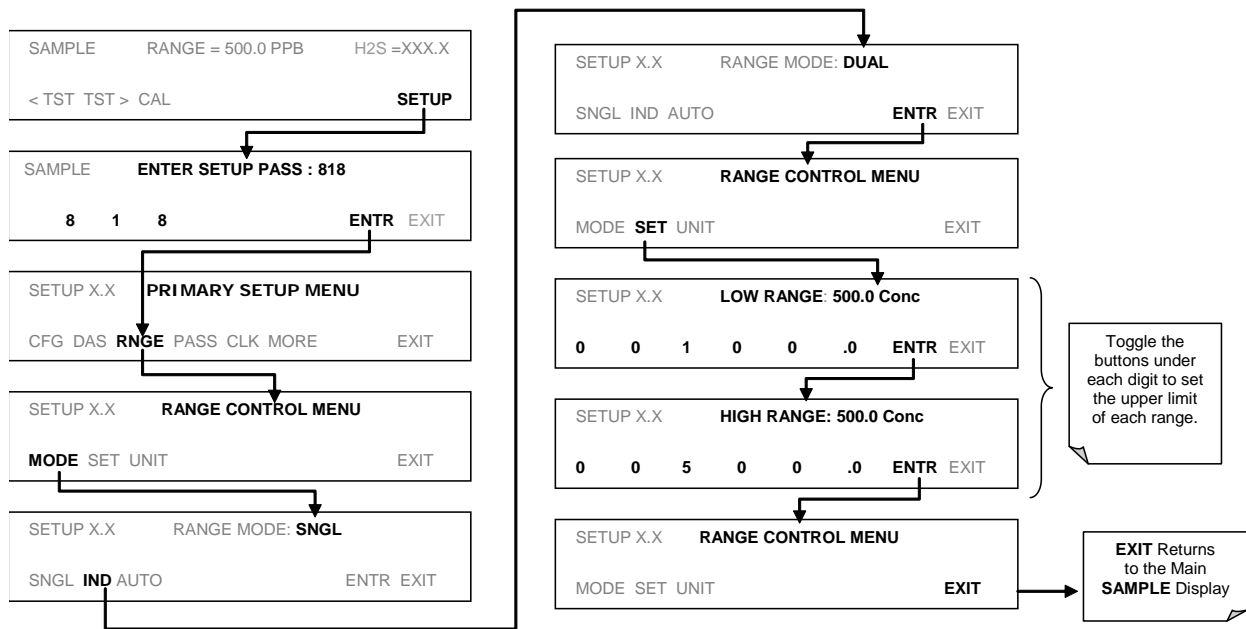 SAMPLE RANGE = 500.0 PPB H2S =XXX.X
< TST TST > CAL SETUP
SAMPLE ENTER SETUP PASS : 818
8 1 8 ENTR EXIT
SETUP X.X PRIMARY SETUP MENU
CFG DAS RNGE PASS CLK MORE EXIT
SETUP X.X RANGE CONTROL MENU
MODE SET UNIT EXIT
SETUP X.X RANGE MODE: SNGL
SNGL IND AUTO ENTR EXIT
SETUP X.X RANGE MODE: DUAL
SNGL IND AUTO ENTR EXIT
SETUP X.X RANGE CONTROL MENU
MODE SET UNIT EXIT
SETUP X.X LOW RANGE: 500.0 Conc
0 0 1 0 0 .0 ENTR EXIT
SETUP X.X HIGH RANGE: 500.0 Conc
0 0 5 0 0 .0 ENTR EXIT
SETUP X.X RANGE CONTROL MENU
MODE SET UNIT EXIT
Toggle the
buttons under
each digit to set
the upper limit
of each range.
EXIT Returns
to the Main
SAMPLE Display